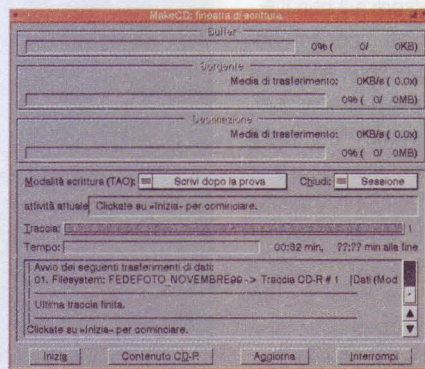 MakeCD: finestra di scrittura
Buffer
0% ( 0/ 0KB)
Sorgente
Media di trasferimento: 0KB/s ( 0.0x)
0% ( 0/ 0MB)
Destinazione
Media di trasferimento: 0KB/s ( 0.0x)
0% ( 0/ 0MB)
Modalità scrittura (TAO): Scrivi dopo la prova Chiudi: Sessione
attività attuale Clickate su »Inizia« per cominciare.
Traccia: 1
Tempo: 00:32 min, ??:?? min alla fine
Avvio dei seguenti trasferimenti di dati:
01. Filesystem: FEDEFOTO_NOVEMBRE99 -> Traccia CD-R # 1 [Dati (Mod
Ultima traccia finita.
Clickate su »Inizia« per cominciare.
Inizia Contenuto CD-R Aggiorna Interrompi